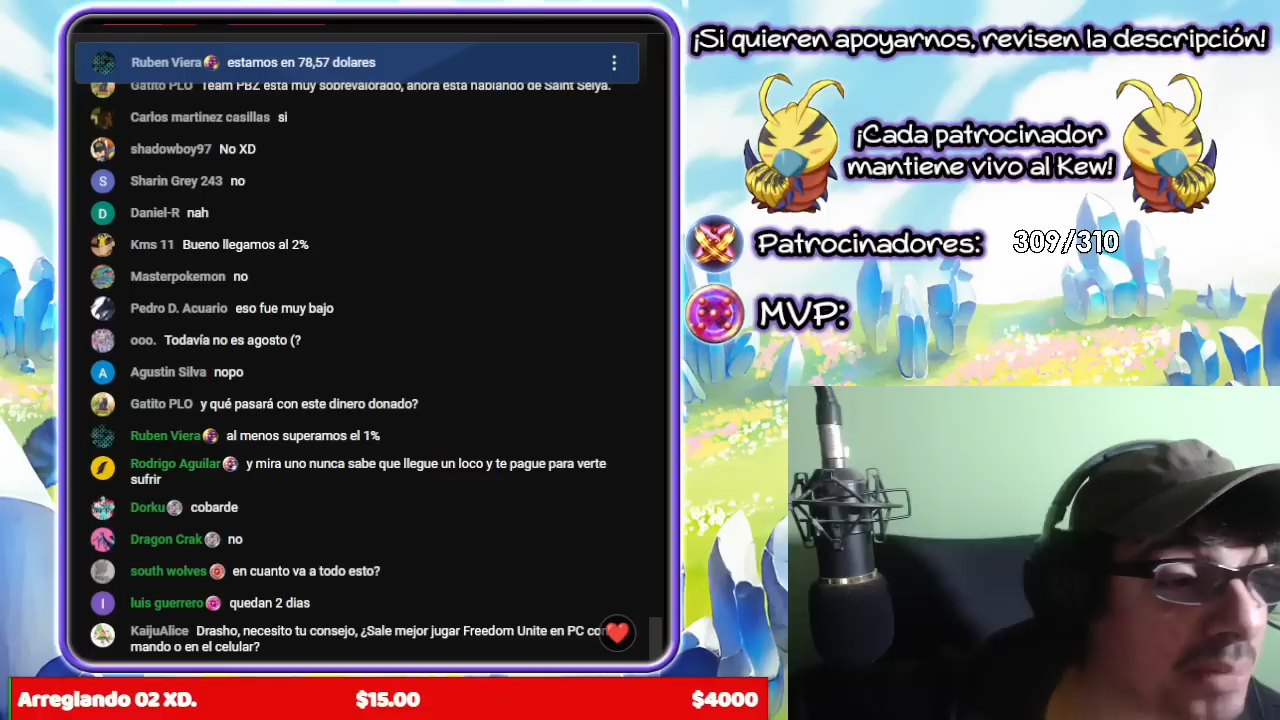 Ruben Viera estamos en 78,57 dolares
Gatito PLO Team PBZ esta muy sobrevalorado, ahora esta hablando de Saint Seiya.
Carlos martinez casillas si
shadowboy97 No XD
S Sharin Grey 243 no
D Daniel-R nah
Kms 11 Bueno llegamos al 2%
Masterpokemon no
Pedro D. Acuario eso fue muy bajo
ooo. Todavía no es agosto (?
A Agustin Silva nopo
Gatito PLO y qué pasará con este dinero donado?
Ruben Viera al menos superamos el 1%
Rodrigo Aguilar y mira uno nunca sabe que llegue un loco y te pague para verte
sufrir
Dorku cobarde
Dragon Crak no
south wolves en cuanto va a todo esto?
l luis guerrero quedan 2 dias
KaijuAlice Drasho, necesito tu consejo, ¿Sale mejor jugar Freedom Unite en PC con
mando o en el celular?
Arreglando 02 XD. $15.00 $4000
¡Si quieren apoyarnos, revisen la descripción!
¡Cada patrocinador
mantiene vivo al Kew!
Patrocinadores: 309/310
MVP: